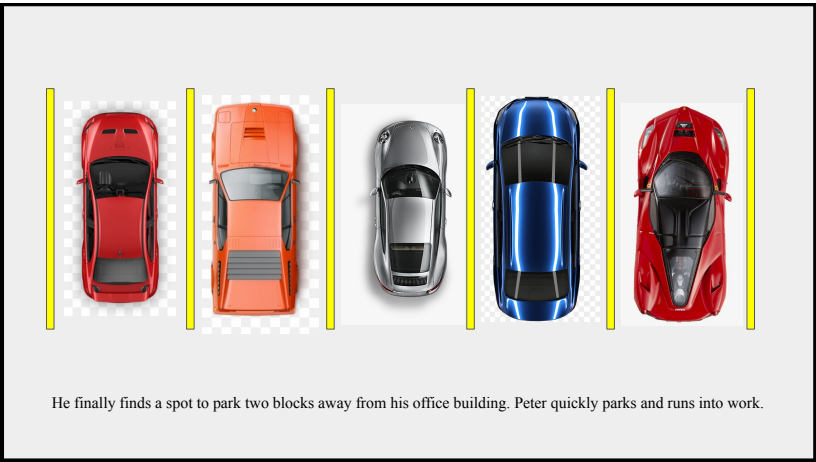 He finally finds a spot to park two blocks away from his office building. Peter quickly parks and runs into work.